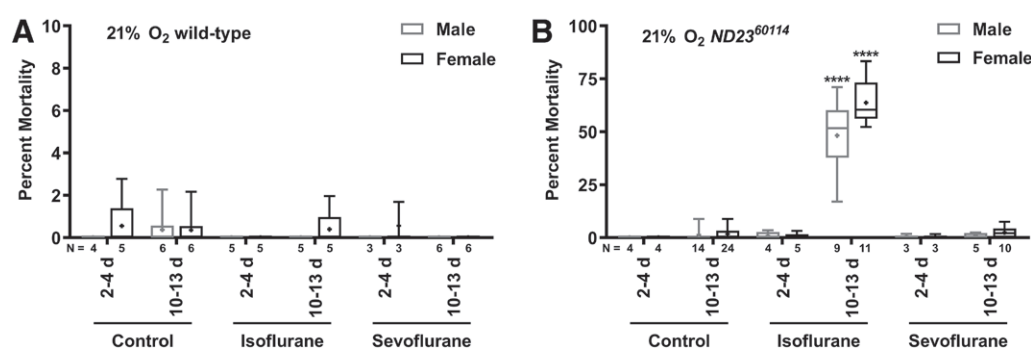 A
21% O2 wild-type
Male
Female
Percent Mortality
10
8
6
4
2
0
N = 4 5 6 6 5 5 5 5 3 3 6 6
2-4 d 10-13 d 2-4 d 10-13 d 2-4 d 10-13 d
Control Isoflurane Sevoflurane
B
21% O2 ND23^60114
Male
Female
Percent Mortality
100
75
50
25
0
**** ****
N = 4 4 14 24 4 5 9 11 3 3 5 10
2-4 d 10-13 d 2-4 d 10-13 d 2-4 d 10-13 d
Control Isoflurane Sevoflurane